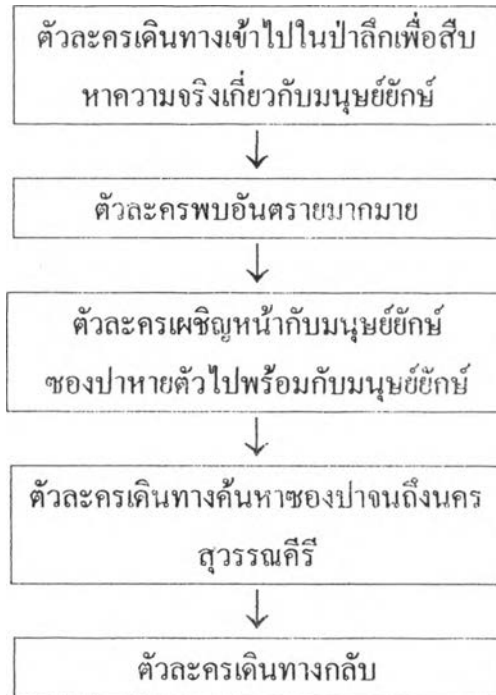 ตัวละครเดินทางเข้าไปในป่าลึกเพื่อสืบ
หาความจริงเกี่ยวกับมนุษย์ยักษ์
ตัวละครพบอันตรายมากมาย
ตัวละครเผชิญหน้ากับมนุษย์ยักษ์
ซองปาหายตัวไปพร้อมกับมนุษย์ยักษ์
ตัวละครเดินทางค้นหาซองปาจนถึงนคร
สุวรรณคีรี
ตัวละครเดินทางกลับ